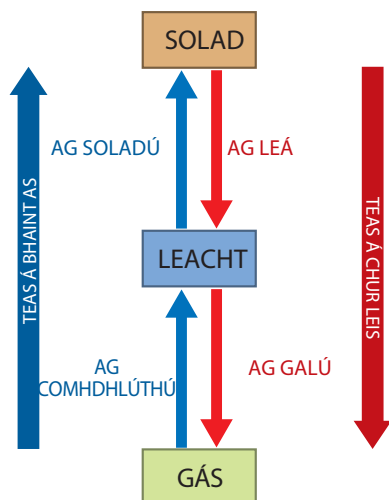 SOLAD
AG SOLADÚ
AG LEÁ
TEAS Á BHAINT AS
TEAS Á CHUR LEIS
LEACHT
AG
COMHDHLÚTHÚ
AG GALÚ
GÁS